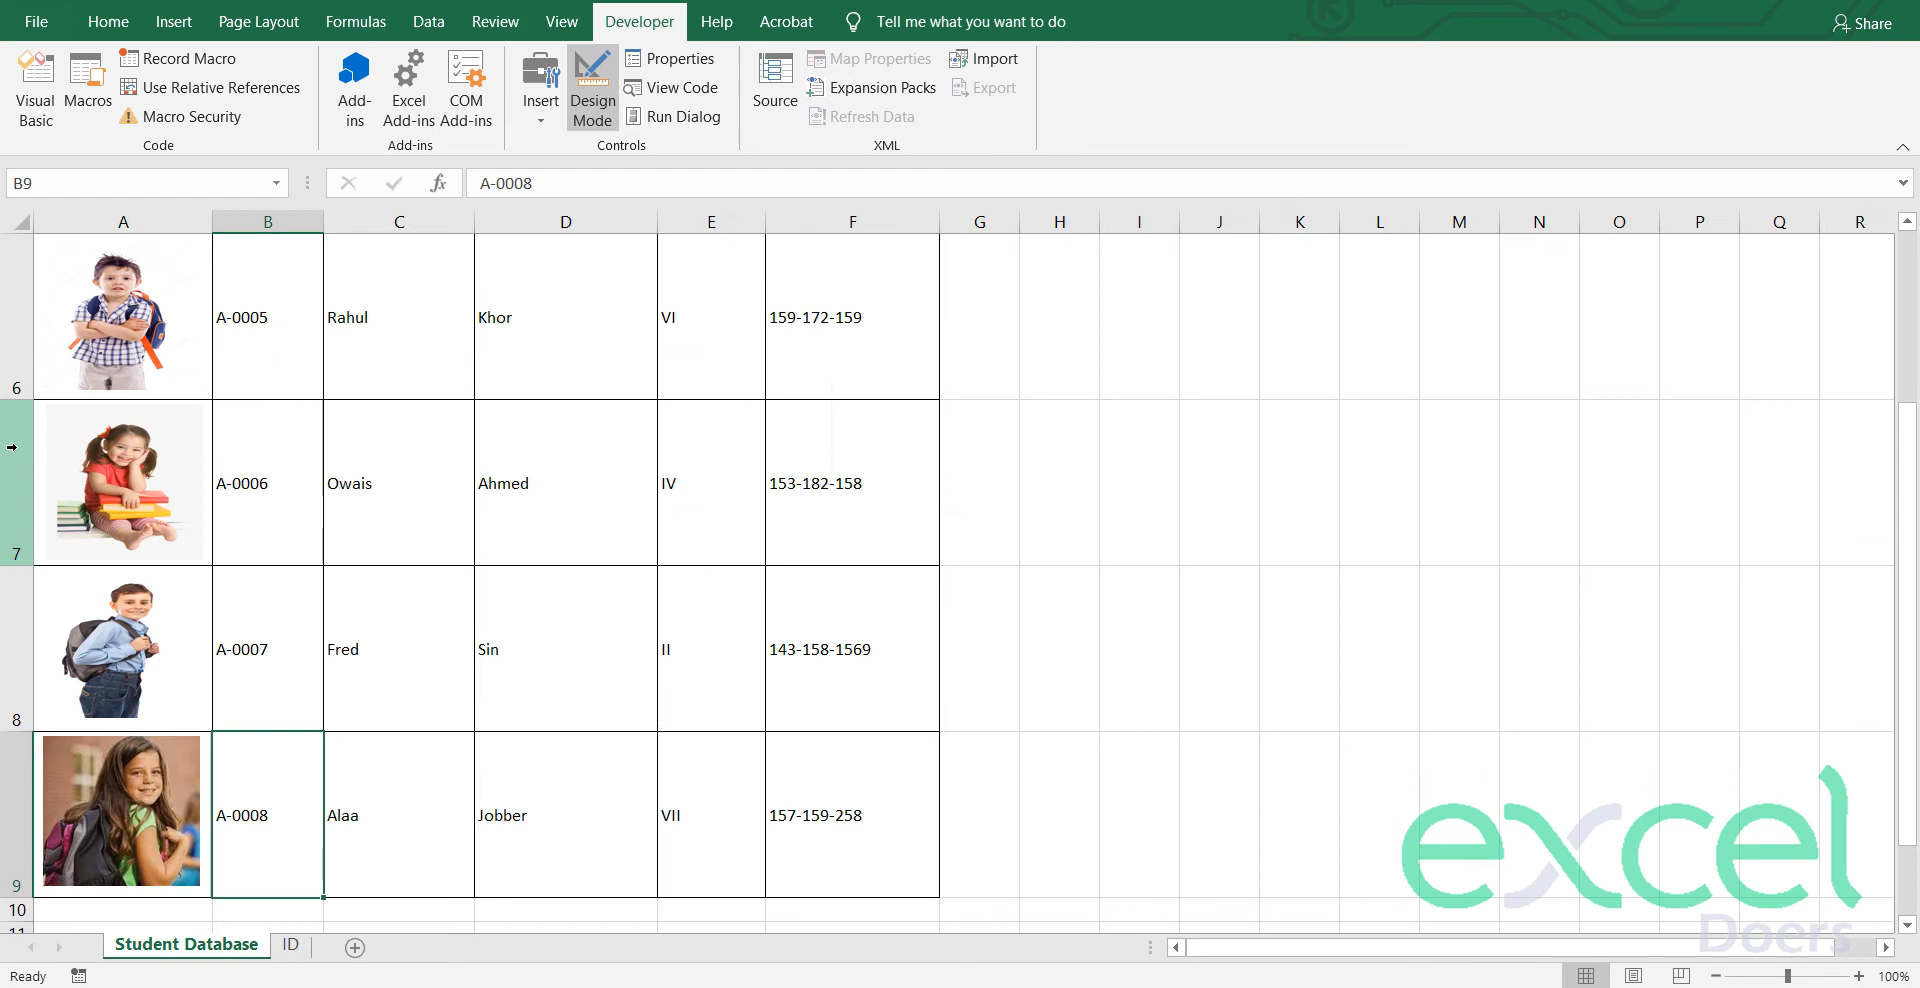 File Home Insert Page Layout Formulas Data Review View Developer Help Acrobat Tell me what you want to do Share
Visual Basic
Macros
Record Macro
Use Relative References
Macro Security
Code
Add-ins
Excel Add-ins
COM Add-ins
Add-ins
Insert
Design Mode
Properties
View Code
Run Dialog
Controls
Source
Map Properties
Expansion Packs
Refresh Data
Import
Export
XML
B9 fx A-0008
A B C D E F G H I J K L M N O P Q R
6 A-0005 Rahul Khor VI 159-172-159
7 A-0006 Owais Ahmed IV 153-182-158
8 A-0007 Fred Sin II 143-158-1569
9 A-0008 Alaa Jobber VII 157-159-258
10
11
excel
Doers
Student Database ID
Ready 100%